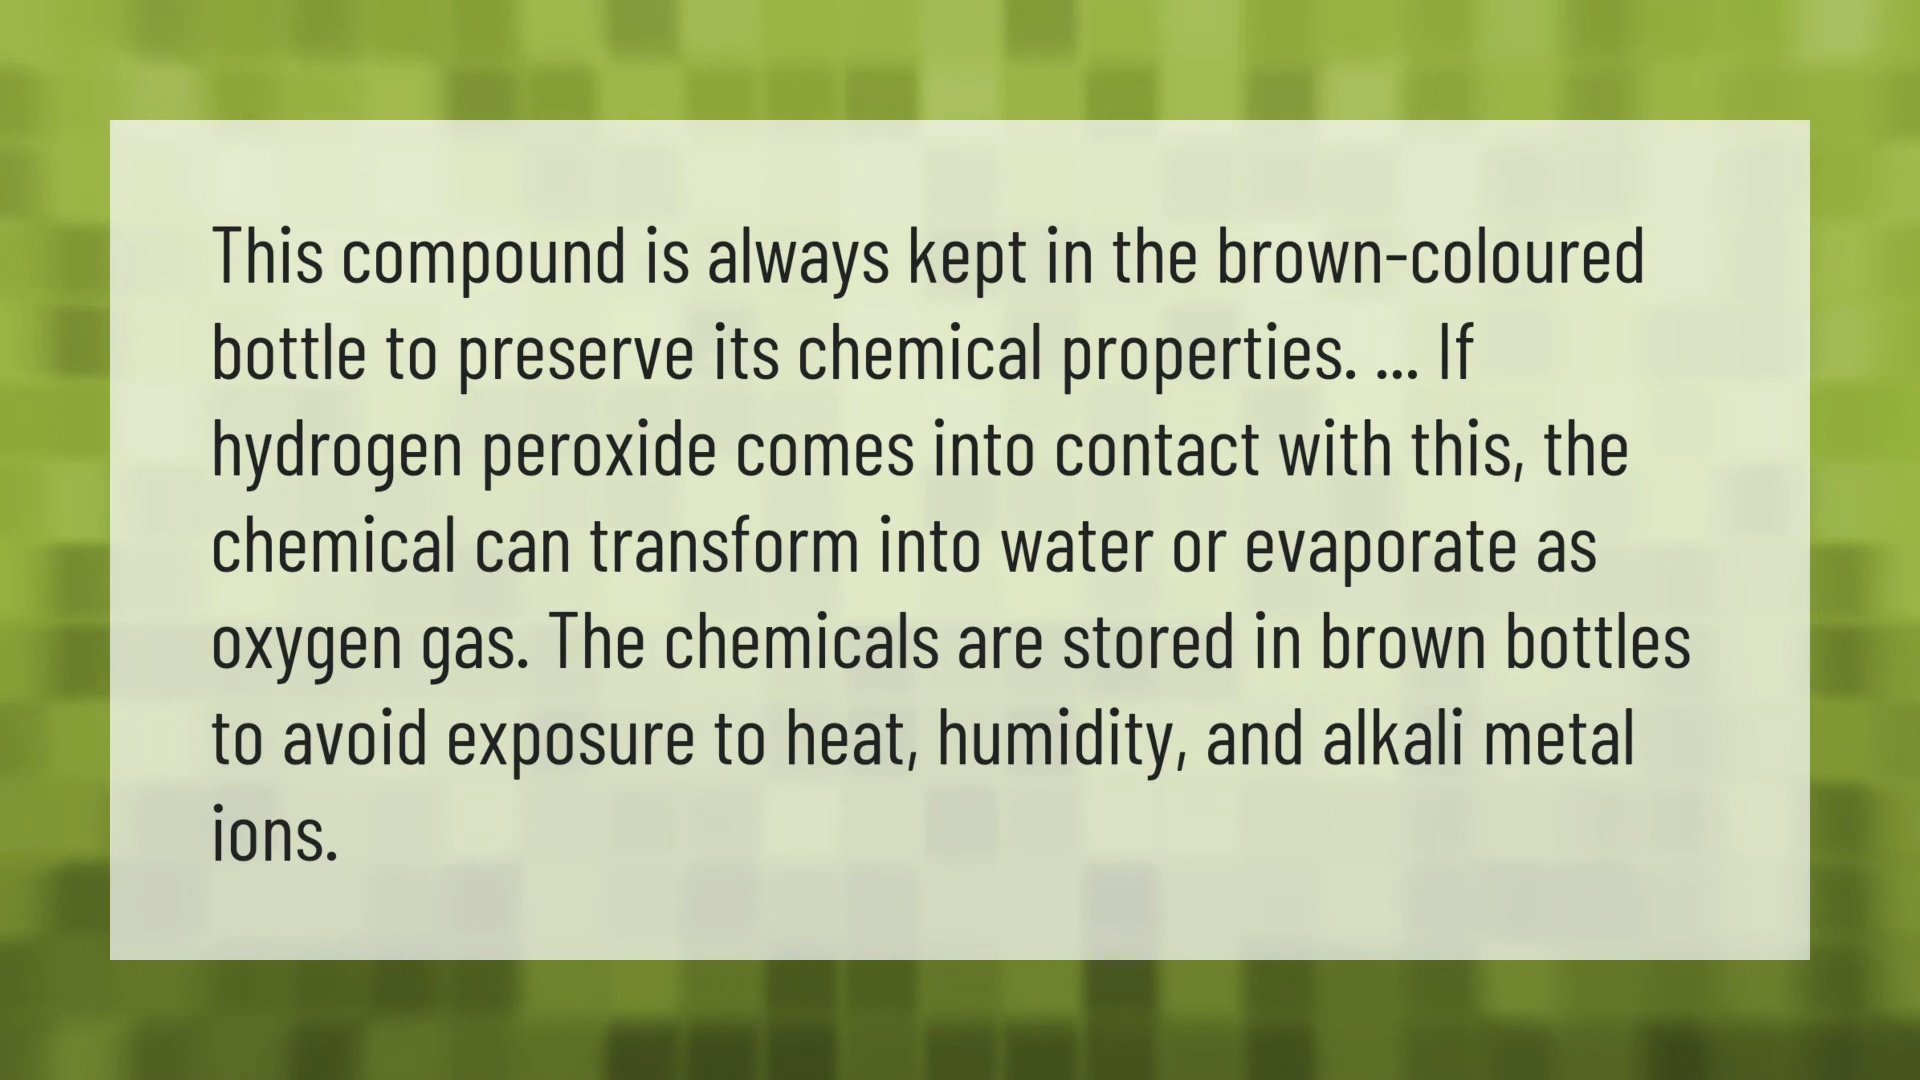 This compound is always kept in the brown-coloured
bottle to preserve its chemical properties. ... If
hydrogen peroxide comes into contact with this, the
chemical can transform into water or evaporate as
oxygen gas. The chemicals are stored in brown bottles
to avoid exposure to heat, humidity, and alkali metal
ions.